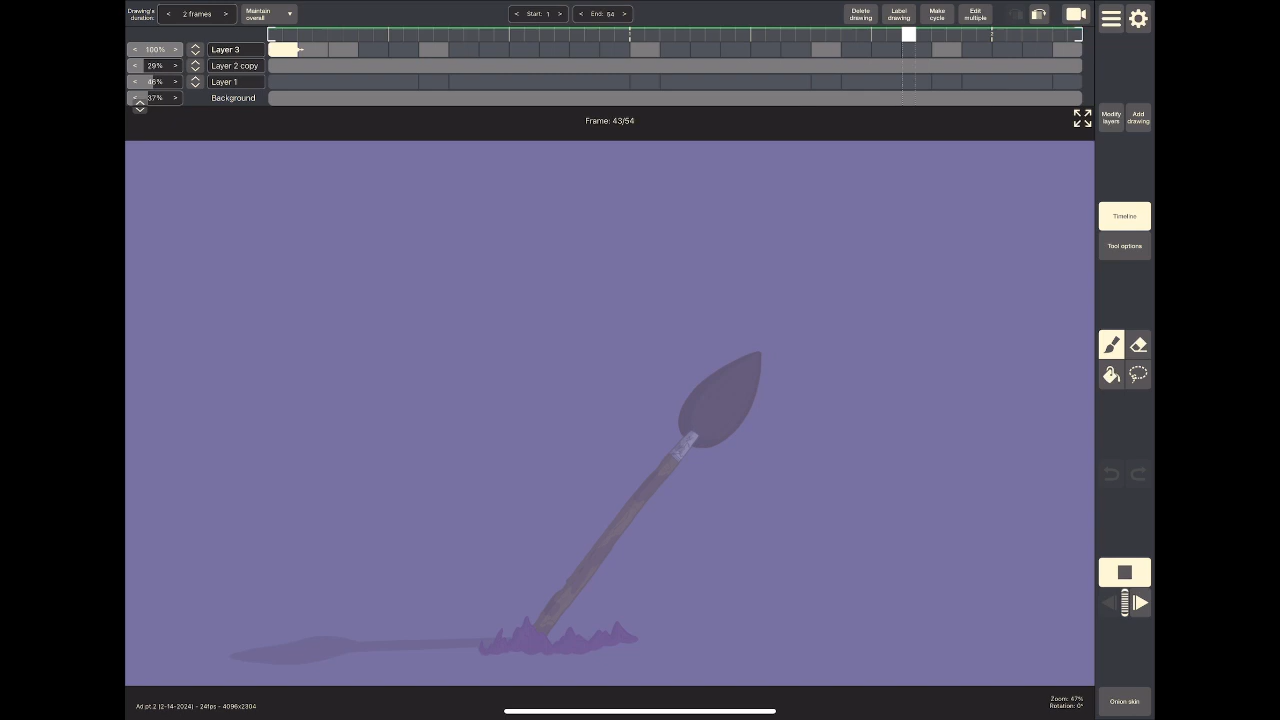 Drawing's
duration:
< 2 frames >
Maintain
overall
< Start: 1 >
< End: 54 >
Delete
drawing
Label
drawing
Make
cycle
Edit
multiple
< 100% >
Layer 3
< 29% >
Layer 2 copy
< 46% >
Layer 1
< 37% >
Background
Frame: 43/54
Modify
layers
Add
drawing
Timeline
Tool options
Onion skin
Ad pt.2 (2-14-2024) - 24fps - 4096x2304
Zoom: 47%
Rotation: 0°